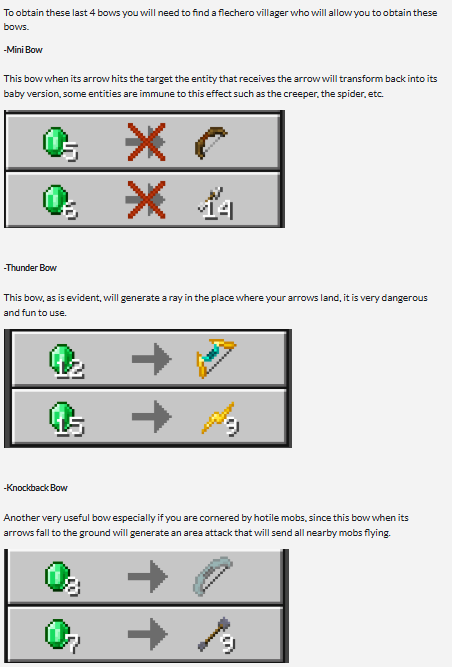 To obtain these last 4 bows you will need to find a flechero villager who will allow you to obtain these
bows.
-Mini Bow
This bow when its arrow hits the target the entity that receives the arrow will transform back into its
baby version, some entities are immune to this effect such as the creeper, the spider, etc.
5
6 14
-Thunder Bow
This bow, as is evident, will generate a ray in the place where your arrows land, it is very dangerous
and fun to use.
12
15 9
-Knockback Bow
Another very useful bow especially if you are cornered by hotile mobs, since this bow when its
arrows fall to the ground will generate an area attack that will send all nearby mobs flying.
8
7 9